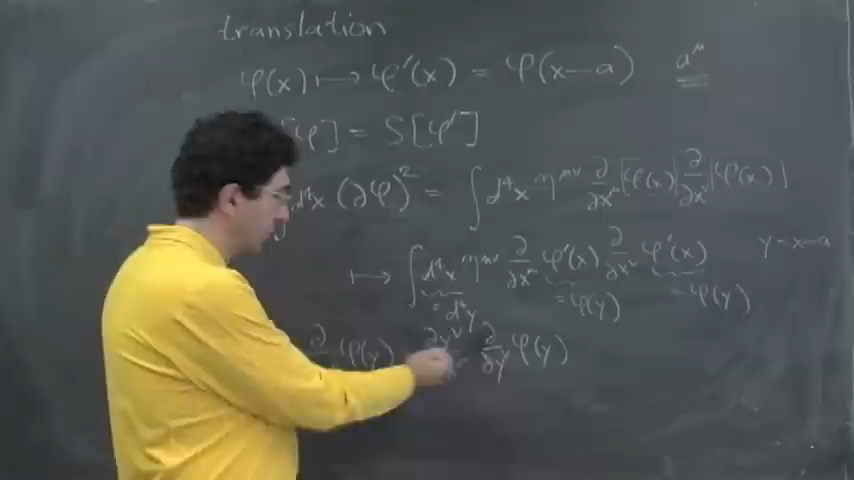 translation
φ(x) ⟼ φ'(x) = φ(x−a) a^μ
[φ] = S[φ']
d⁴x (∂φ)² = ∫ d⁴x η^{μν} ∂/∂x^μ [φ(x)] ∂/∂x^ν [φ(x)]
y = x−a
⟼ ∫ d⁴x η^{μν} ∂/∂x^μ φ'(x) ∂/∂x^ν φ'(x)
= d⁴y = φ(y) = φ(y)
∂ φ(y) ∂y^ν ∂/∂y φ(y)